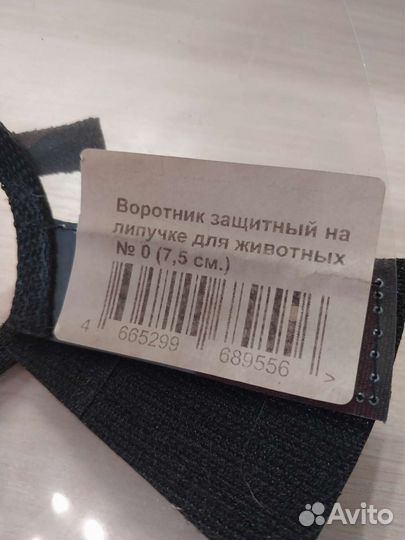 Воротник защитный на
липучке для животных
№ 0 (7,5 см.)
4 665299 689556 >
Avito